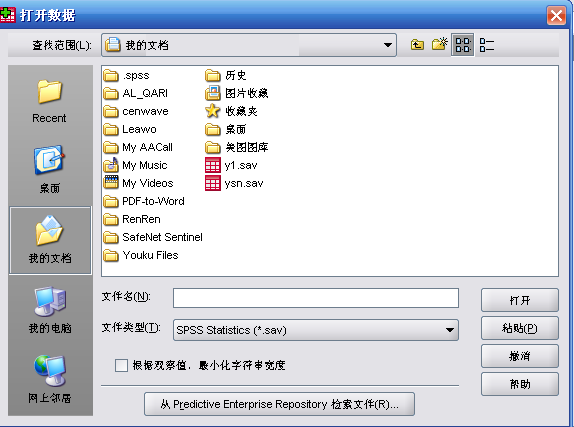 打开数据
查找范围(L): 我的文档
Recent
桌面
我的文档
我的电脑
网上邻居
.spss
AL_QARI
cenwave
Leawo
My AACall
My Music
My Videos
PDF-to-Word
RenRen
SafeNet Sentinel
Youku Files
历史
图片收藏
收藏夹
桌面
美图图库
y1.sav
ysn.sav
文件名(N):
打开
文件类型(T): SPSS Statistics (*.sav)
粘贴(P)
撤消
根据观察值，最小化字符串宽度
帮助
从 Predictive Enterprise Repository 检索文件(R)...